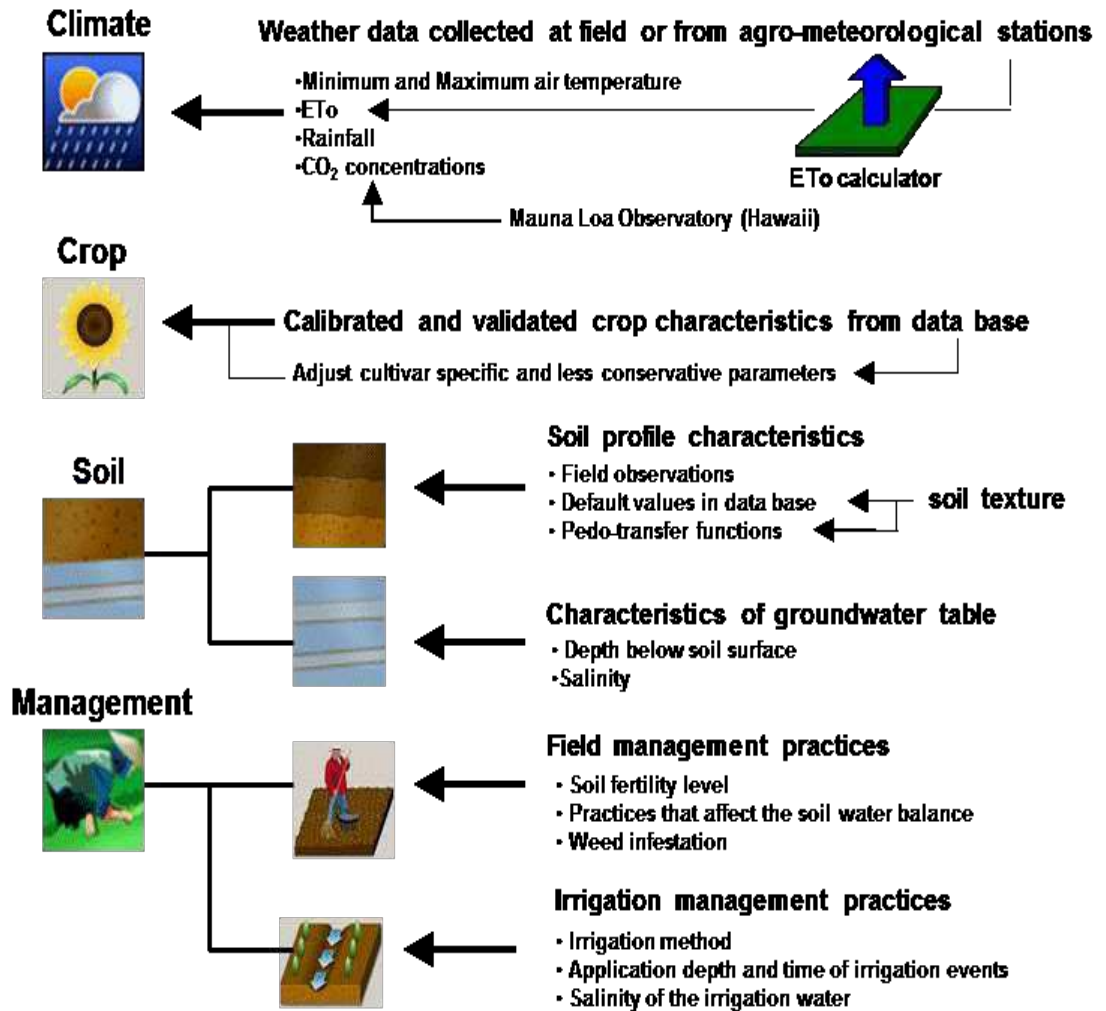 Climate
Weather data collected at field or from agro-meteorological stations
•Minimum and Maximum air temperature
•ETo
•Rainfall
•CO₂ concentrations
ETo calculator
Mauna Loa Observatory (Hawaii)
Crop
Calibrated and validated crop characteristics from data base
Adjust cultivar specific and less conservative parameters
Soil
Soil profile characteristics
• Field observations
• Default values in data base
• Pedo-transfer functions
soil texture
Characteristics of groundwater table
• Depth below soil surface
•Salinity
Management
Field management practices
• Soil fertility level
• Practices that affect the soil water balance
• Weed infestation
Irrigation management practices
• Irrigation method
• Application depth and time of irrigation events
• Salinity of the irrigation water